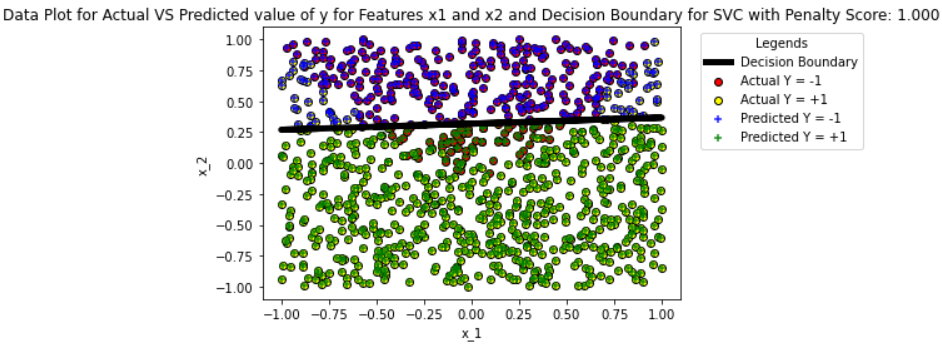 Data Plot for Actual VS Predicted value of y for Features x1 and x2 and Decision Boundary for SVC with Penalty Score: 1.000
Legends
Decision Boundary
Actual Y = -1
Actual Y = +1
Predicted Y = -1
Predicted Y = +1
x_2
1.00
0.75
0.50
0.25
0.00
−0.25
−0.50
−0.75
−1.00
−1.00 −0.75 −0.50 −0.25 0.00 0.25 0.50 0.75 1.00
x_1